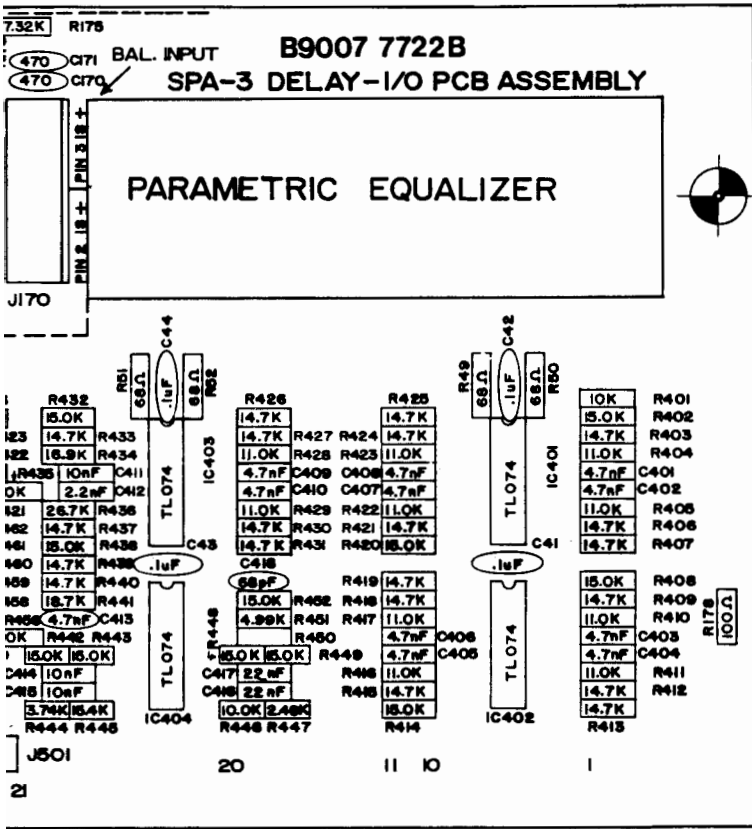 7.32K R175
470 C171 BAL. INPUT B9007 7722B
470 C170 SPA-3 DELAY-I/O PCB ASSEMBLY
PIN 3 IS +
PARAMETRIC EQUALIZER
PIN 2 IS +
J170
C44 C42
R51 68Ω .1uF 68Ω R52 R49 68Ω .1uF 68Ω R50
R432 R426 R425 10K R401
15.0K 14.7K 14.7K 15.0K R402
14.7K R433 14.7K R427 R424 14.7K 14.7K R403
16.9K R434 11.0K R428 R423 11.0K 11.0K R404
R435 10nF C411 TL074 IC403 4.7nF C409 C408 4.7nF TL074 IC401 4.7nF C401
2.2nF C412 4.7nF C410 C407 4.7nF 4.7nF C402
26.7K R436 11.0K R429 R422 11.0K 11.0K R405
14.7K R437 14.7K R430 R421 14.7K 14.7K R406
15.0K R438 C43 14.7K R431 R420 15.0K C41 14.7K R407
14.7K R439 .1uF C418 .1uF
14.7K R440 68pF R419 14.7K 15.0K R408
18.7K R441 15.0K R452 R418 14.7K 14.7K R409
4.7nF C413 4.99K R451 R417 11.0K 11.0K R410 R178 100Ω
R442 R443 TL074 R448 R450 4.7nF C406 TL074 4.7nF C403
15.0K 15.0K 15.0K 15.0K R449 4.7nF C405 4.7nF C404
C414 10nF C417 22nF R416 11.0K 11.0K R411
C415 10nF C416 22nF R415 14.7K 14.7K R412
3.74K 15.4K IC404 10.0K 2.49K 15.0K IC402 14.7K
R444 R445 R446 R447 R414 R413
J501
20 11 10 1
21